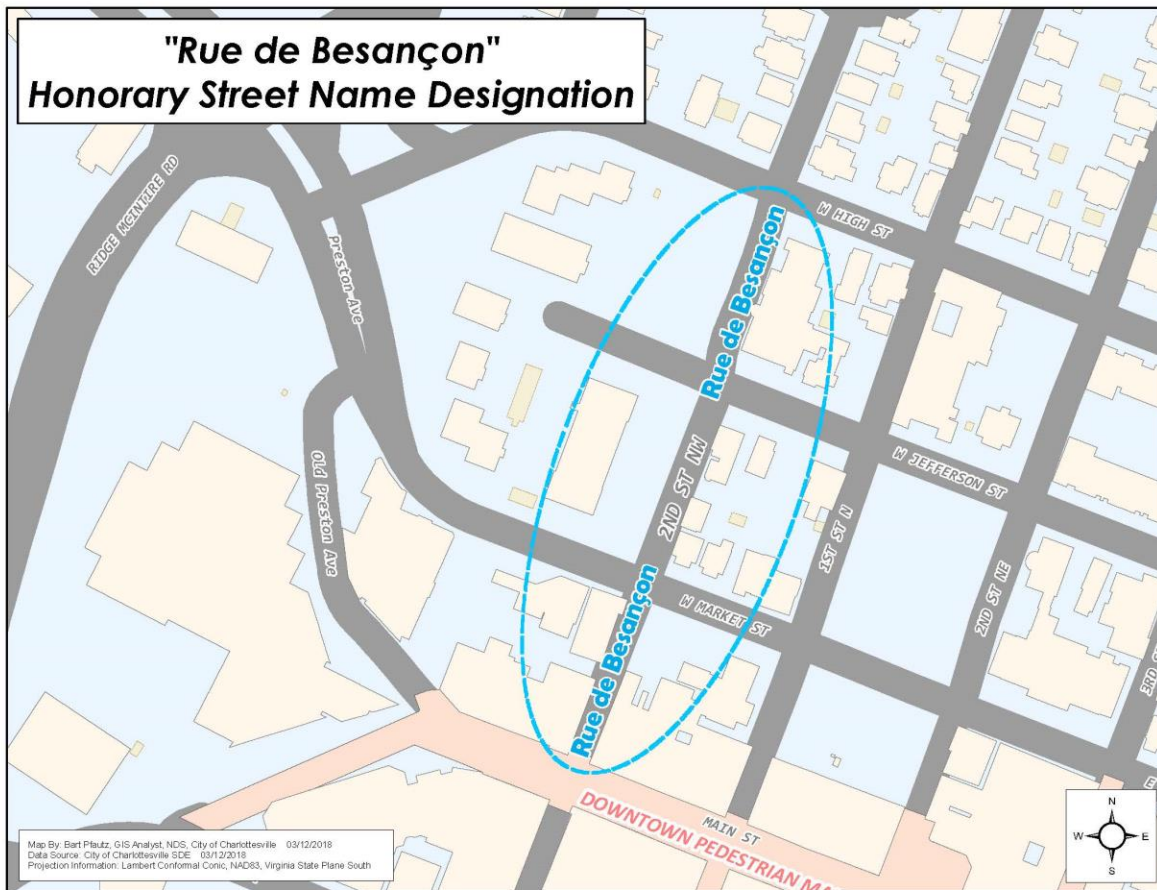 "Rue de Besançon"
Honorary Street Name Designation
RIDGE MCINTIRE RD
Preston Ave
W HIGH ST
Rue de Besançon
2ND ST NW
W JEFFERSON ST
Old Preston Ave
1ST ST N
2ND ST NE
Rue de Besançon
W MARKET ST
3RD S
E
MAIN ST
DOWNTOWN PEDESTRIAN MA
Map By: Bart Pfautz, GIS Analyst, NDS, City of Charlottesville 03/12/2018
Data Source: City of Charlottesville SDE 03/12/2018
Projection Information: Lambert Conformal Conic, NAD83, Virginia State Plane South
N
W E
S